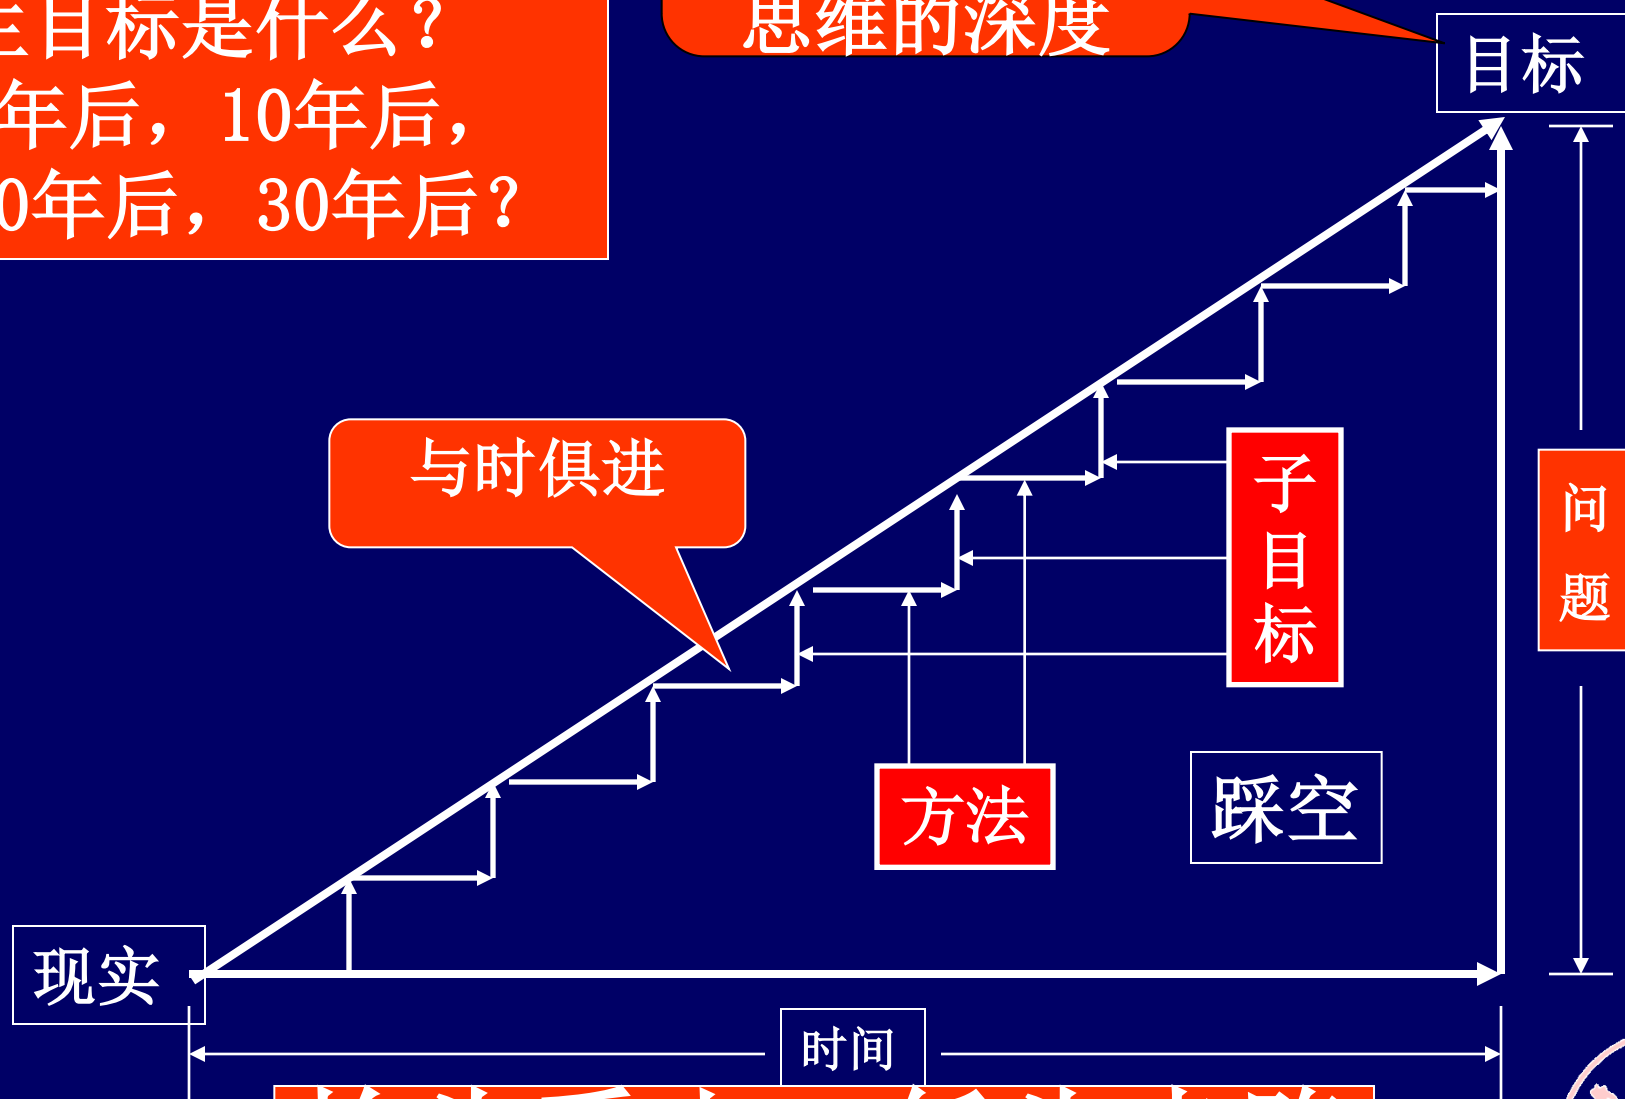 目标是什么？
年后，10年后，
0年后，30年后？
思维的深度
目标
与时俱进
子
目
标
问
题
方法
踩空
现实
时间